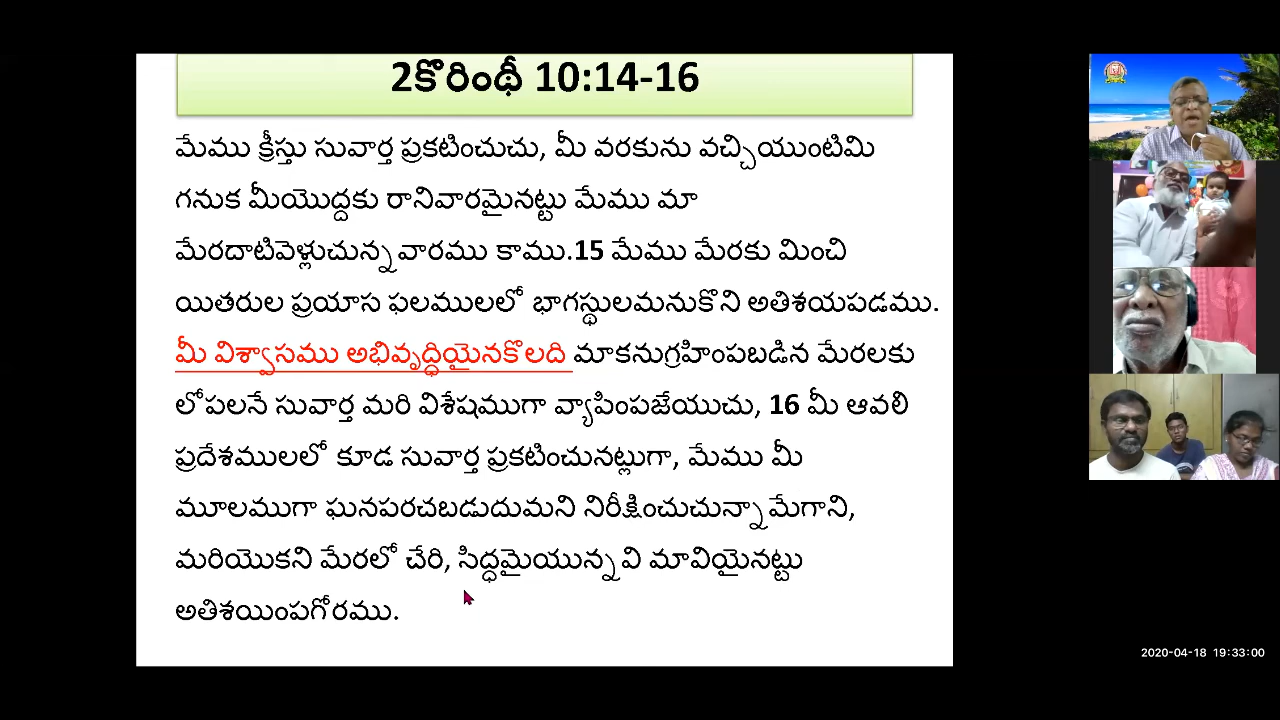 2కొరింథీ 10:14-16
మేము క్రీస్తు సువార్త ప్రకటించుచు, మీ వరకును వచ్చియుంటిమి
గనుక మీయొద్దకు రానివారమైనట్టు మేము మా
మేరదాటివెళ్లుచున్నవారము కాము.15 మేము మేరకు మించి
యితరుల ప్రయాస ఫలములలో భాగస్థులమనుకొని అతిశయపడము.
మీ విశ్వాసము అభివృద్ధియైనకొలది మాకనుగ్రహింపబడిన మేరలకు
లోపలనే సువార్త మరి విశేషముగా వ్యాపింపజేయుచు, 16 మీ ఆవలి
ప్రదేశములలో కూడ సువార్త ప్రకటించునట్లుగా, మేము మీ
మూలముగా ఘనపరచబడుదుమని నిరీక్షించుచున్నామేగాని,
మరియొకని మేరలో చేరి, సిద్ధమైయున్నవి మావియైనట్టు
అతిశయింపగోరము.
2020-04-18 19:33:00